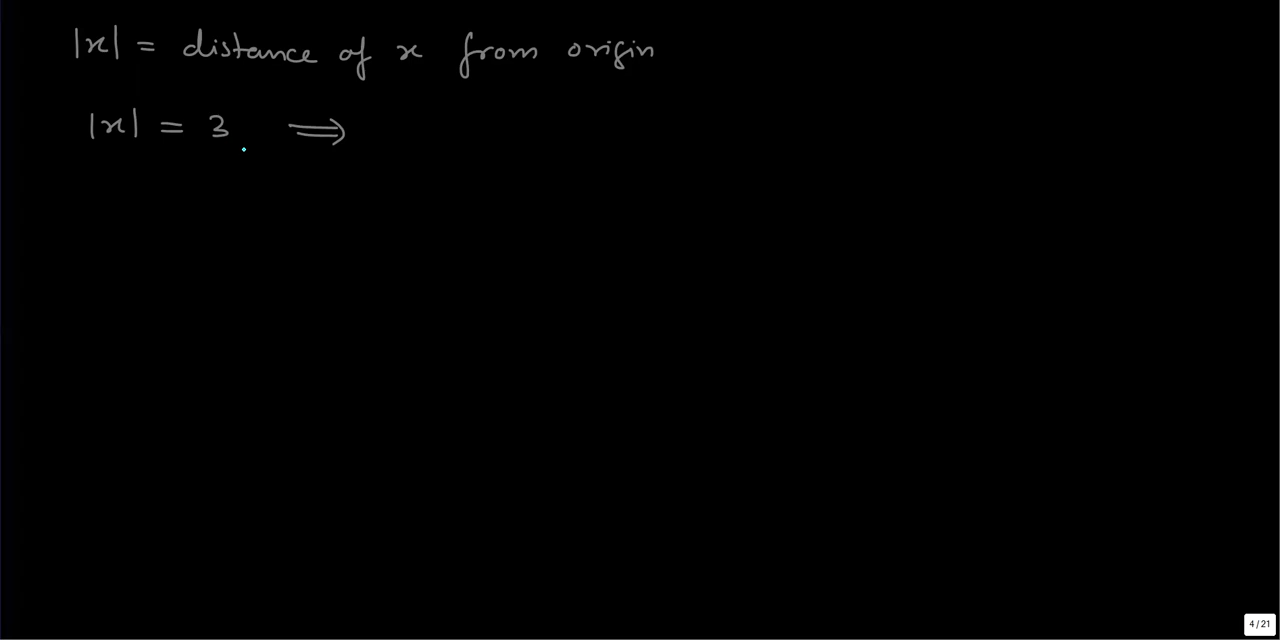 |x| = distance of x from origin
|x| = 3 ⟹
4 / 21